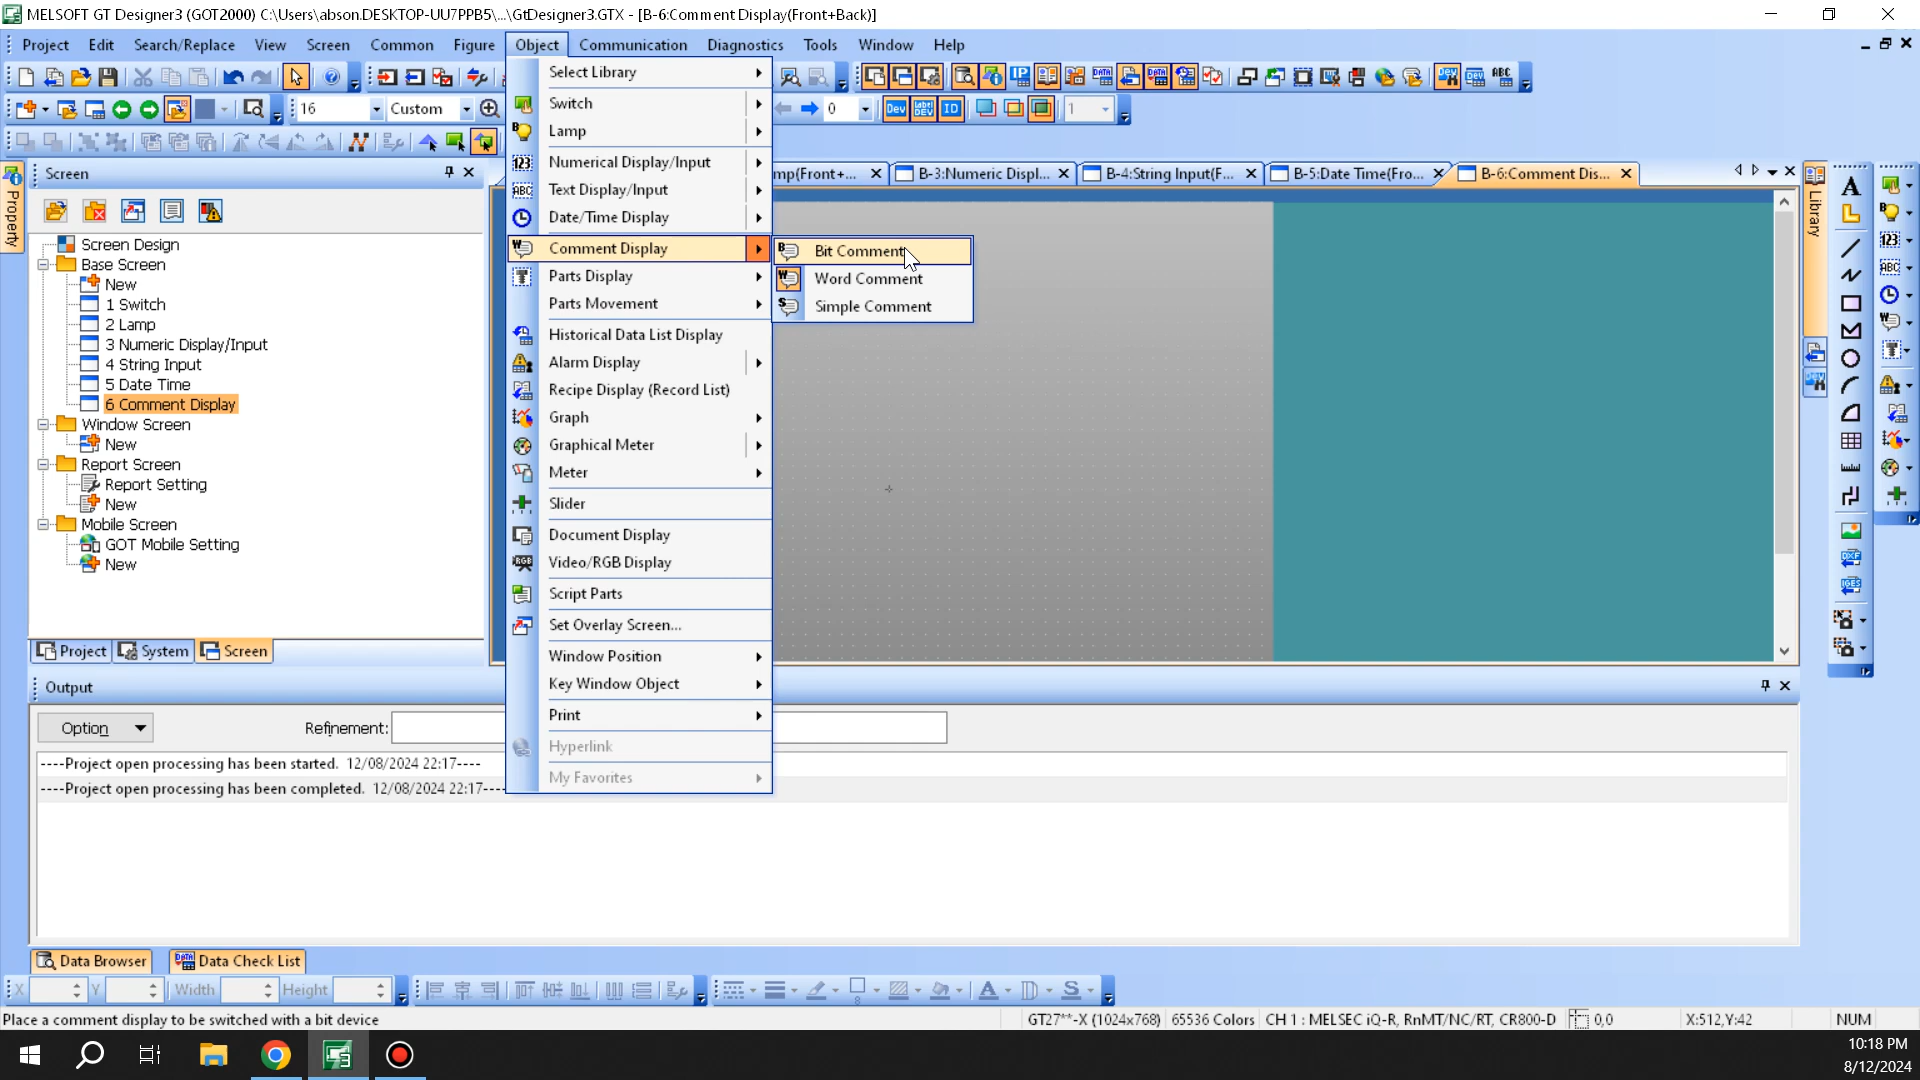 MELSOFT GT Designer3 (GOT2000) C:\Users\abson.DESKTOP-UU7PPB5\...\GtDesigner3.GTX - [B-6:Comment Display(Front+Back)]
Project Edit Search/Replace View Screen Common Figure Object Communication Diagnostics Tools Window Help
16 Custom 0 Dev ID 1
Screen
mp(Front+... B-3:Numeric Displ... B-4:String Input(F... B-5:Date Time(Fro... B-6:Comment Dis...
Property
Library
Screen Design
Base Screen
New
1 Switch
2 Lamp
3 Numeric Display/Input
4 String Input
5 Date Time
6 Comment Display
Window Screen
New
Report Screen
Report Setting
New
Mobile Screen
GOT Mobile Setting
New
Project System Screen
Select Library
Switch
Lamp
Numerical Display/Input
Text Display/Input
Date/Time Display
Comment Display
Parts Display
Parts Movement
Historical Data List Display
Alarm Display
Recipe Display (Record List)
Graph
Graphical Meter
Meter
Slider
Document Display
Video/RGB Display
Script Parts
Set Overlay Screen...
Window Position
Key Window Object
Print
Hyperlink
My Favorites
Bit Comment
Word Comment
Simple Comment
Output
Option Refinement:
----Project open processing has been started. 12/08/2024 22:17----
----Project open processing has been completed. 12/08/2024 22:17----
Data Browser Data Check List
X Y Width Height
Place a comment display to be switched with a bit device
GT27**-X (1024x768) 65536 Colors CH 1 : MELSEC iQ-R, RnMT/NC/RT, CR800-D 0,0 X:512,Y:42 NUM
10:18 PM
8/12/2024